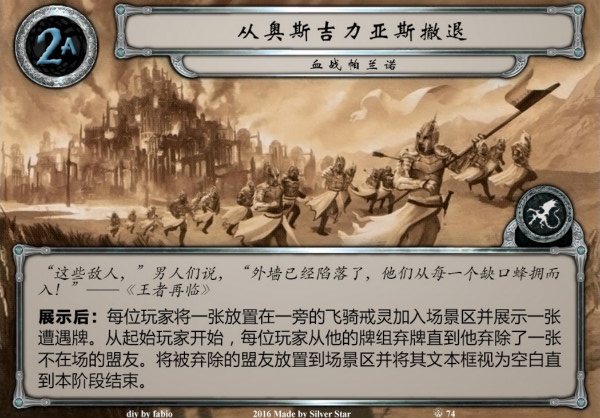 2A
从奥斯吉力亚斯撤退
血战帕兰诺
“这些敌人，”男人们说，“外墙已经陷落了，他们从每一个缺口蜂拥而
入！”——《王者再临》
展示后：每位玩家将一张放置在一旁的飞骑戒灵加入场景区并展示一张
遭遇牌。从起始玩家开始，每位玩家从他的牌组弃牌直到他弃除了一张
不在场的盟友。将被弃除的盟友放置到场景区并将其文本框视为空白直
到本阶段结束。
diy by fabio 2016 Made by Silver Star 74